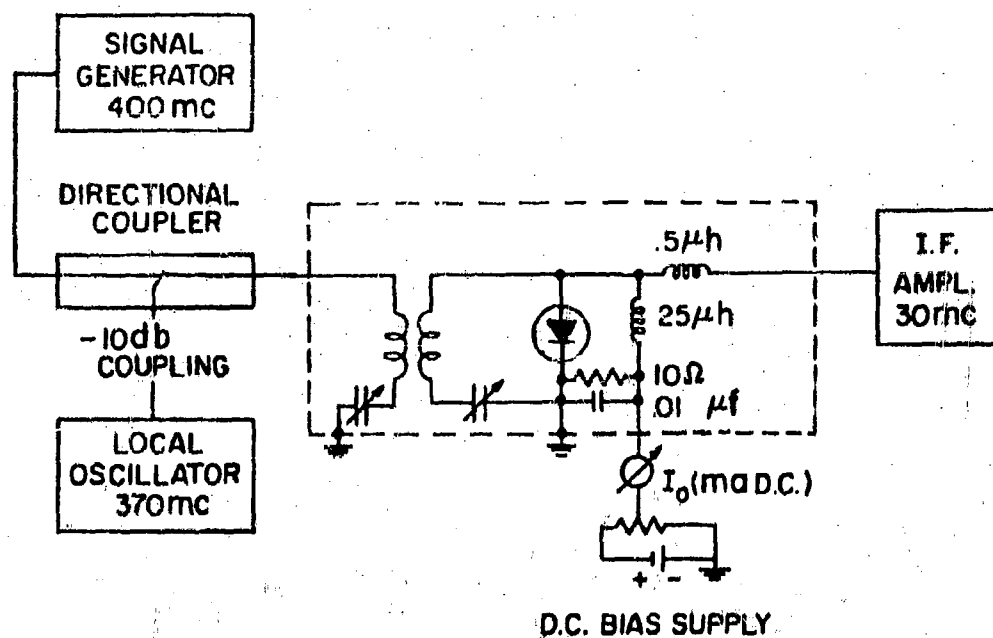 SIGNAL
GENERATOR
400 mc
DIRECTIONAL
COUPLER
-10db
COUPLING
LOCAL
OSCILLATOR
370mc
.5μh
25μh
10Ω
.01 μf
I.F.
AMPL.
30mc
I₀(ma D.C.)
+ -
D.C. BIAS SUPPLY